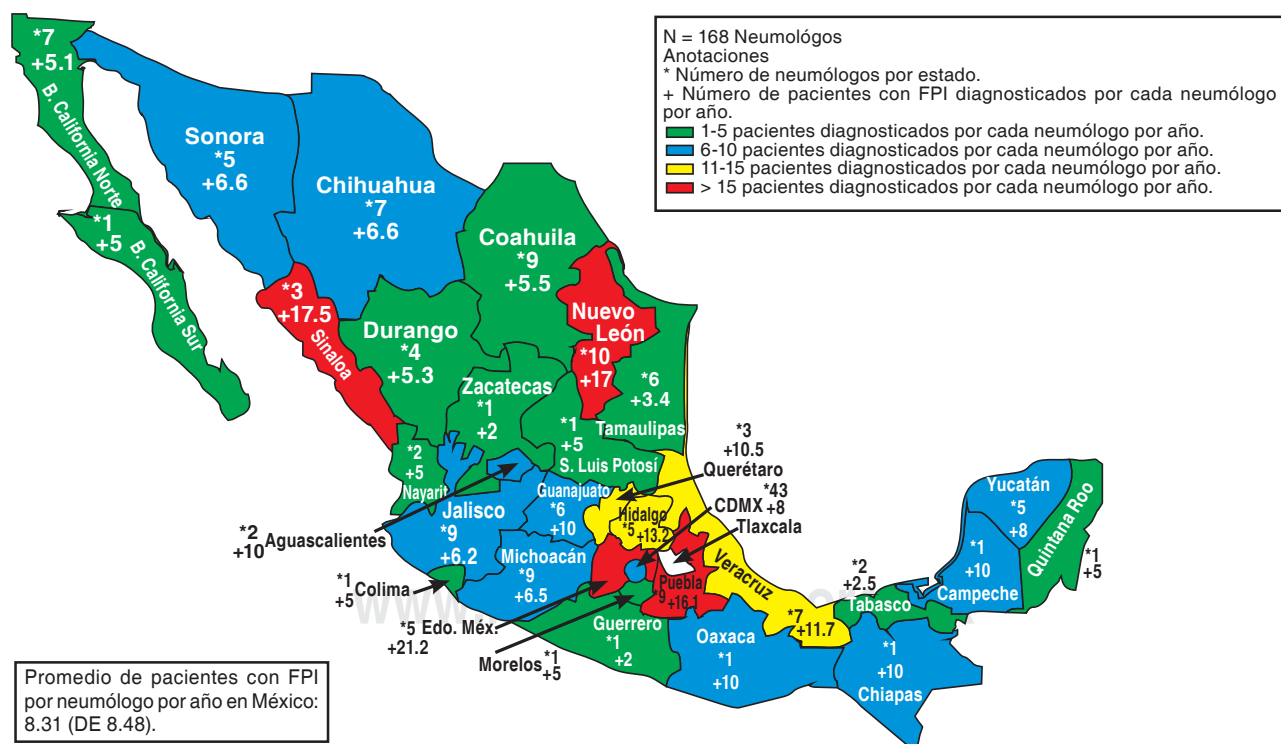 N = 168 Neumológos
Anotaciones
* Número de neumólogos por estado.
+ Número de pacientes con FPI diagnosticados por cada neumólogo
por año.
1-5 pacientes diagnosticados por cada neumólogo por año.
6-10 pacientes diagnosticados por cada neumólogo por año.
11-15 pacientes diagnosticados por cada neumólogo por año.
> 15 pacientes diagnosticados por cada neumólogo por año.
*7
+5.1
B. California Norte
*1
+5
B. California Sur
Sonora
*5
+6.6
Chihuahua
*7
+6.6
Coahuila
*9
+5.5
*3
+17.5
Sinaloa
Durango
*4
+5.3
Nuevo
León
*10
+17
*6
+3.4
Tamaulipas
Zacatecas
*1
+2
*1
+5
S. Luis Potosí
*2
+5
Nayarit
*3
+10.5
Querétaro
*43
CDMX +8
Tlaxcala
*2
+10 Aguascalientes
Jalisco
*9
+6.2
Guanajuato
*6
+10
Hidalgo
*5 +13.2
Michoacán
*9
+6.5
*1
+5 Colima
*5 Edo. Méx.
+21.2
Morelos *1
+5
Puebla
*9 +16.1
Veracruz
*7
+11.7
Guerrero
*1
+2
Oaxaca
*1
+10
*2
+2.5
Tabasco
*1
+10
Chiapas
*1
+10
Campeche
Yucatán
*5
+8
Quintana Roo
*1
+5
www.
Promedio de pacientes con FPI
por neumólogo por año en México:
8.31 (DE 8.48).